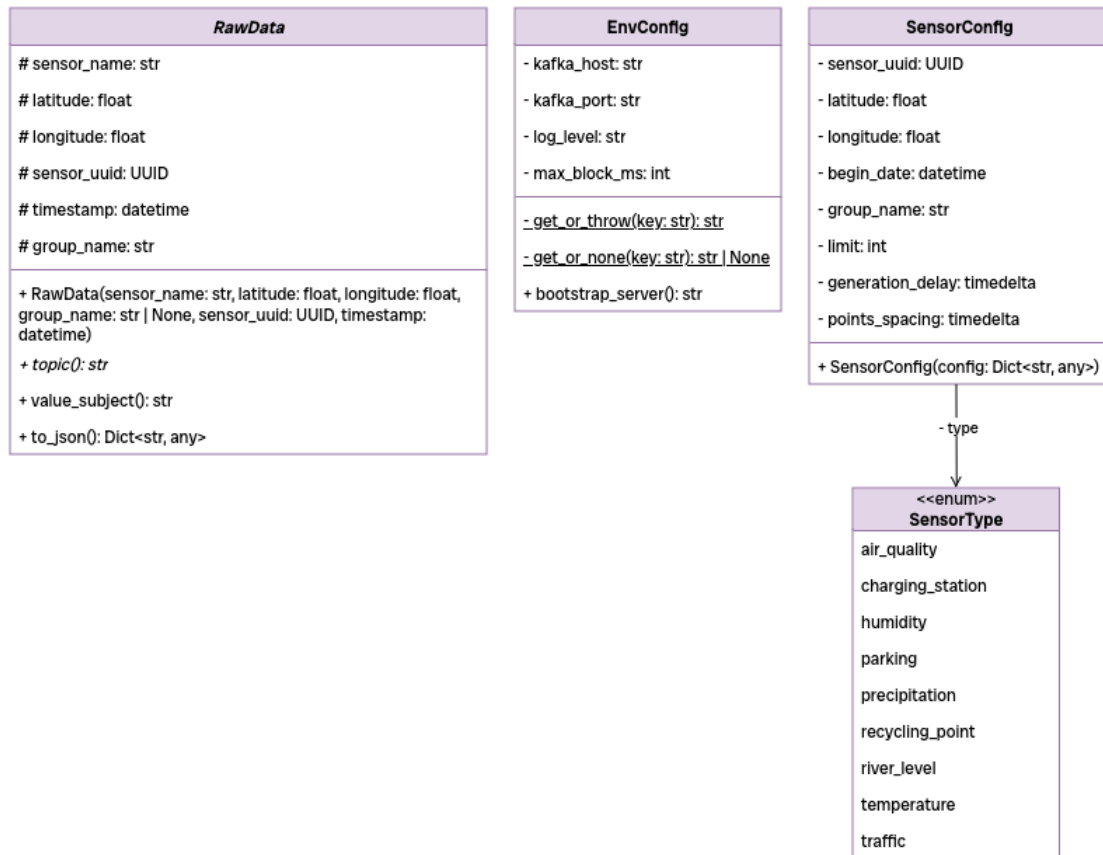 RawData
# sensor_name: str
# latitude: float
# longitude: float
# sensor_uuid: UUID
# timestamp: datetime
# group_name: str
+ RawData(sensor_name: str, latitude: float, longitude: float,
group_name: str | None, sensor_uuid: UUID, timestamp:
datetime)
+ topic(): str
+ value_subject(): str
+ to_json(): Dict<str, any>
EnvConfig
- kafka_host: str
- kafka_port: str
- log_level: str
- max_block_ms: int
- get_or_throw(key: str): str
- get_or_none(key: str): str | None
+ bootstrap_server(): str
SensorConfig
- sensor_uuid: UUID
- latitude: float
- longitude: float
- begin_date: datetime
- group_name: str
- limit: int
- generation_delay: timedelta
- points_spacing: timedelta
+ SensorConfig(config: Dict<str, any>)
- type
<<enum>>
SensorType
air_quality
charging_station
humidity
parking
precipitation
recycling_point
river_level
temperature
traffic